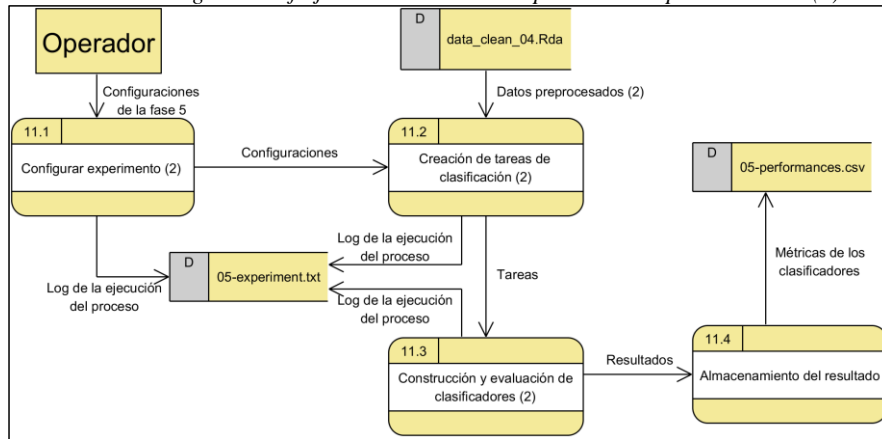 Operador
D
data_clean_04.Rda
Configuraciones
de la fase 5
Datos preprocesados (2)
11.1
Configurar experimento (2)
Configuraciones
11.2
Creación de tareas de
clasificación (2)
D
05-performances.csv
Log de la ejecución
del proceso
D
05-experiment.txt
Log de la ejecución
del proceso
Tareas
Log de la ejecución
del proceso
Métricas de los
clasificadores
11.3
Construcción y evaluación de
clasificadores (2)
Resultados
11.4
Almacenamiento del resultado